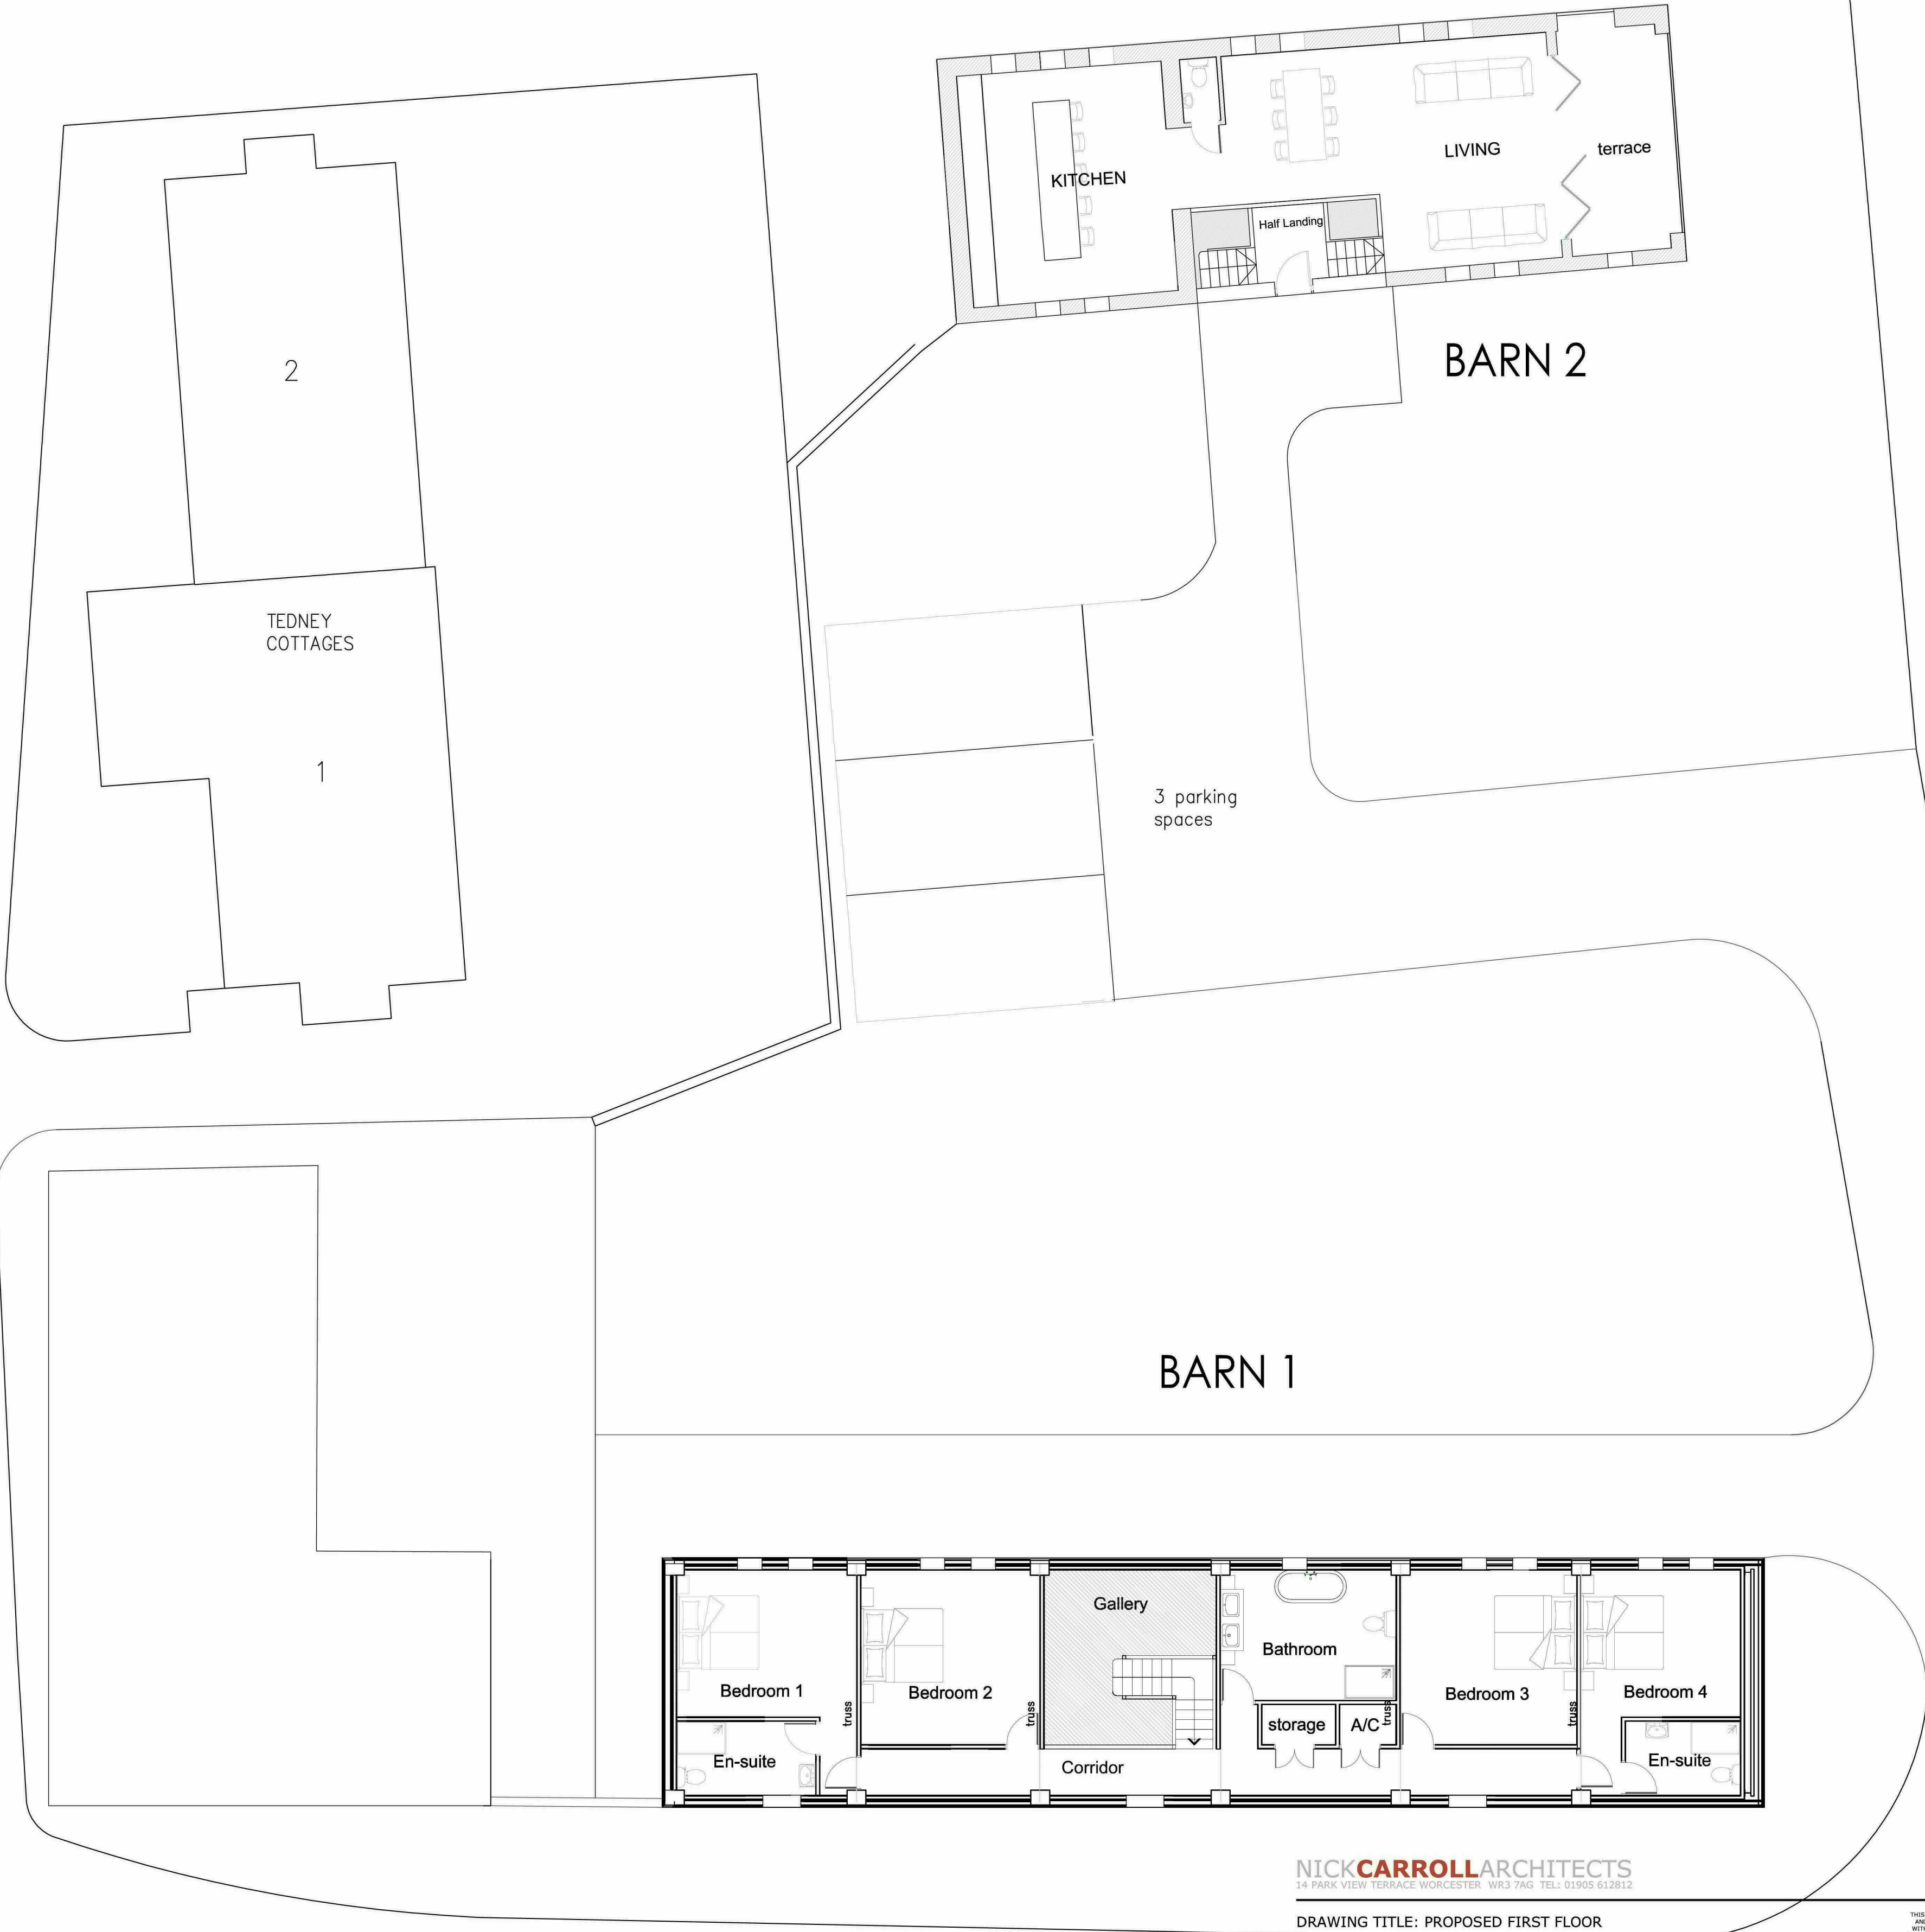 KITCHEN
LIVING
terrace
Half Landing
BARN 2
2
TEDNEY
COTTAGES
1
3 parking
spaces
BARN 1
Gallery
Bathroom
Bedroom 1
Bedroom 2
Bedroom 3
Bedroom 4
truss
truss
truss
truss
storage
A/C
En-suite
En-suite
Corridor
NICKCARROLLARCHITECTS
14 PARK VIEW TERRACE WORCESTER WR3 7AG TEL: 01905 612812
DRAWING TITLE: PROPOSED FIRST FLOOR
THIS